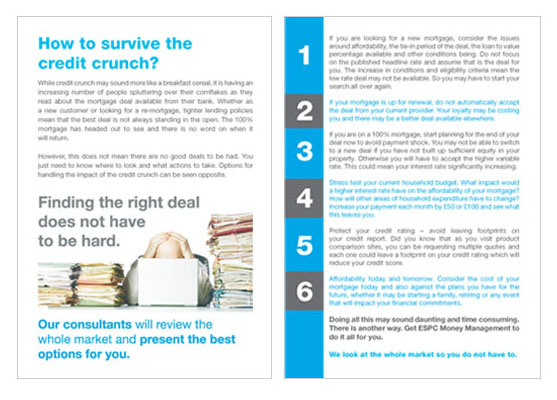 How to survive the
credit crunch?
While credit crunch may sound more like a breakfast cereal, it is having an
increasing number of people spluttering over their cornflakes as they
read about the mortgage deal available from their bank. Whether as
a new customer or looking for a re-mortgage, tighter lending policies
mean that the best deal is not always standing in the open. The 100%
mortgage has headed out to sea and there is no word on when it
will return.
However, this does not mean there are no good deals to be had. You
just need to know where to look and what actions to take. Options for
handling the impact of the credit crunch can be seen opposite.
Finding the right deal
does not have
to be hard.
Our consultants will review the
whole market and present the best
options for you.
1
If you are looking for a new mortgage, consider the issues
around affordability, the tie-in period of the deal, the loan to value
percentage available and other conditions before. Do not focus
on the published headline rate and assume that is the deal for
you. The increase in conditions and eligibility criteria mean the
low rate deal may not be available. So you may have to start your
search all over again.
2
If your mortgage is up for renewal, do not automatically accept
the deal from your current provider. Your loyalty may be costing
you and there may be a better deal available elsewhere.
3
If you are on a 100% mortgage, start planning for the end of your
deal now to avoid payment shock. You may not be able to switch
to a new deal if you have not built up sufficient equity in your
property. Otherwise you will have to accept the higher variable
rate. This could mean your interest rate significantly increasing.
4
Stress test your current household budget. What impact would
a higher interest rate have on the affordability of your mortgage?
How will other areas of household expenditure have to change?
Increase your payment each month by £50 or £100 and see what
this leaves you.
5
Protect your credit rating – avoid leaving footprints on
your credit report. Did you know that as you visit product
comparison sites, you can be requesting multiple quotes and
each one could leave a footprint on your credit rating which will
reduce your credit score.
6
Affordability today and tomorrow. Consider the cost of your
mortgage today and also against the plans you have for the
future, whether it may be starting a family, retiring or any event
that will impact your financial commitments.
Doing all this may sound daunting and time consuming.
There is another way. Get ESPC Money Management to
do it all for you.
We look at the whole market so you do not have to.